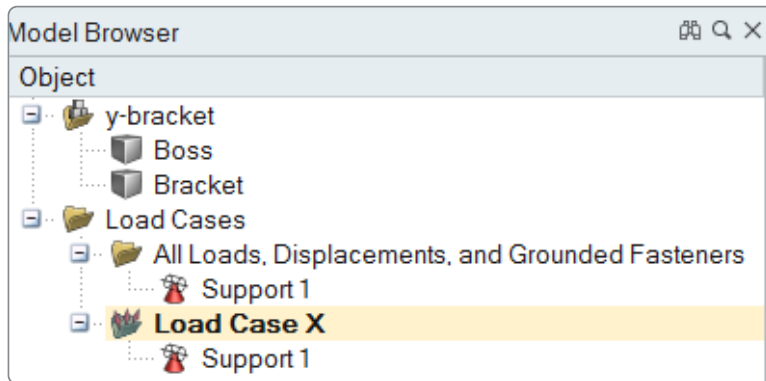 Model Browser
Object
y-bracket
Boss
Bracket
Load Cases
All Loads, Displacements, and Grounded Fasteners
Support 1
Load Case X
Support 1